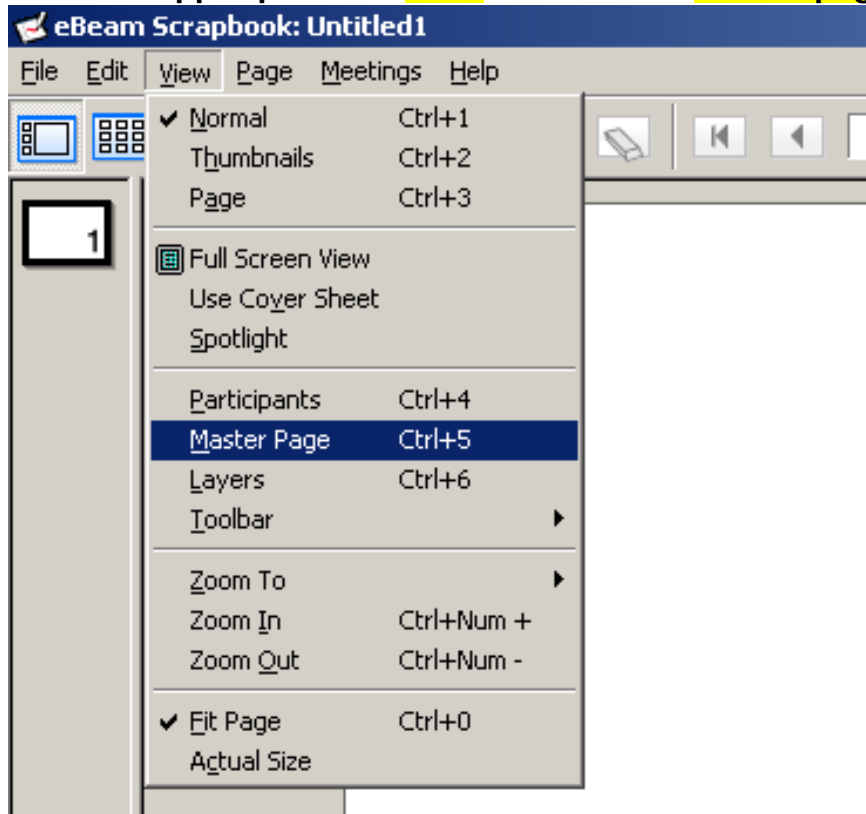 eBeam Scrapbook: Untitled1
File Edit View Page Meetings Help
Normal Ctrl+1
Thumbnails Ctrl+2
Page Ctrl+3
1
Full Screen View
Use Cover Sheet
Spotlight
Participants Ctrl+4
Master Page Ctrl+5
Layers Ctrl+6
Toolbar
Zoom To
Zoom In Ctrl+Num +
Zoom Out Ctrl+Num -
Fit Page Ctrl+0
Actual Size